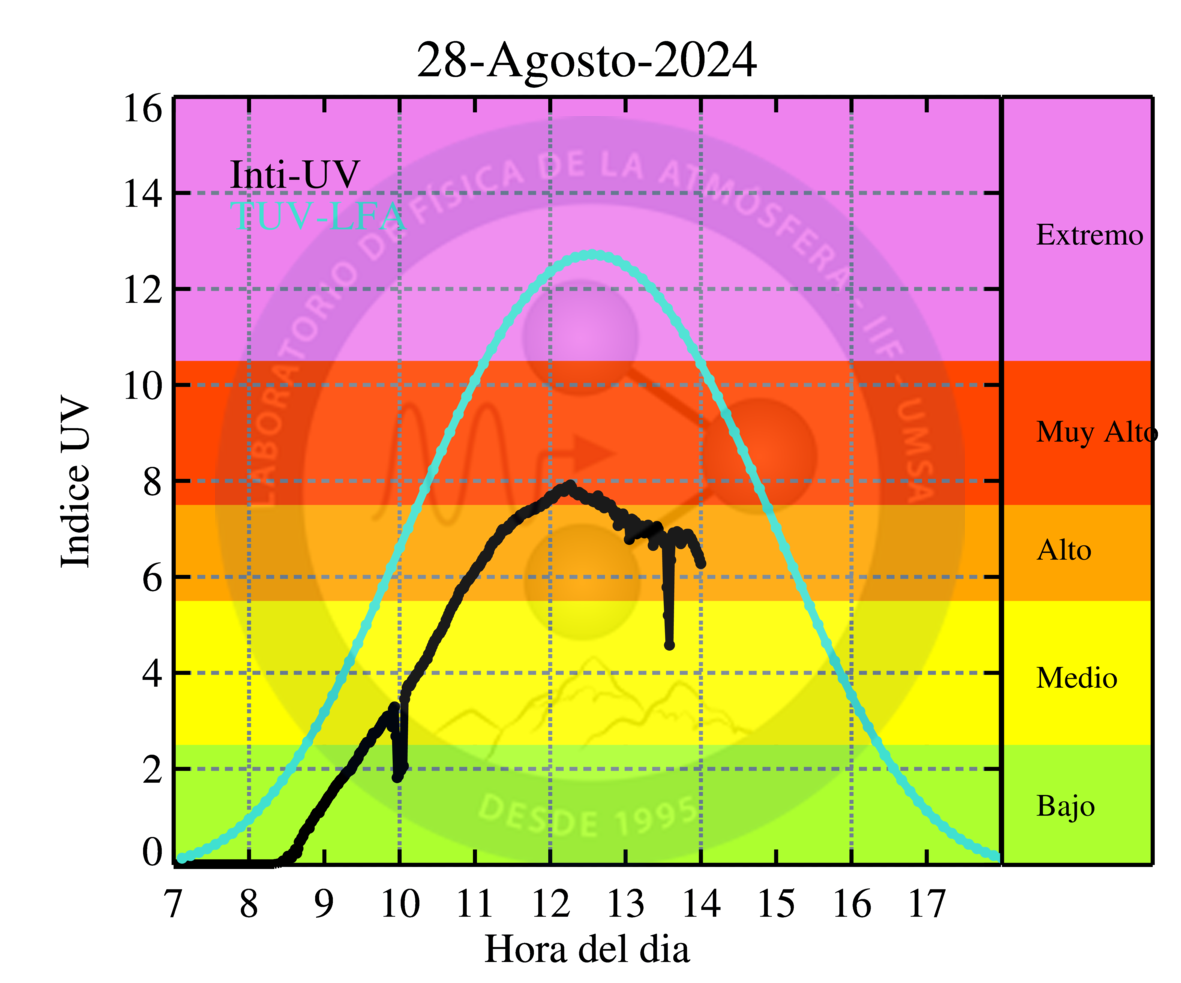 28-Agosto-2024
16
14
12
10
8
6
4
2
0
Indice UV
Inti-UV
TUV-LFA
LABORATORIO DE FÍSICA DE LA ATMÓSFERA - IIF - UMSA
DESDE 1995
Extremo
Muy Alto
Alto
Medio
Bajo
7 8 9 10 11 12 13 14 15 16 17
Hora del dia